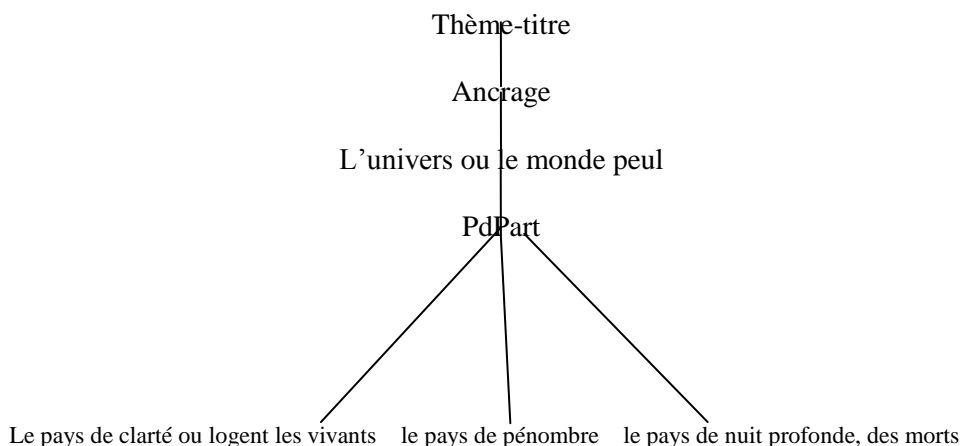 Thème-titre
Ancrage
L’univers ou le monde peul
PdPart
Le pays de clarté ou logent les vivants le pays de pénombre le pays de nuit profonde, des morts